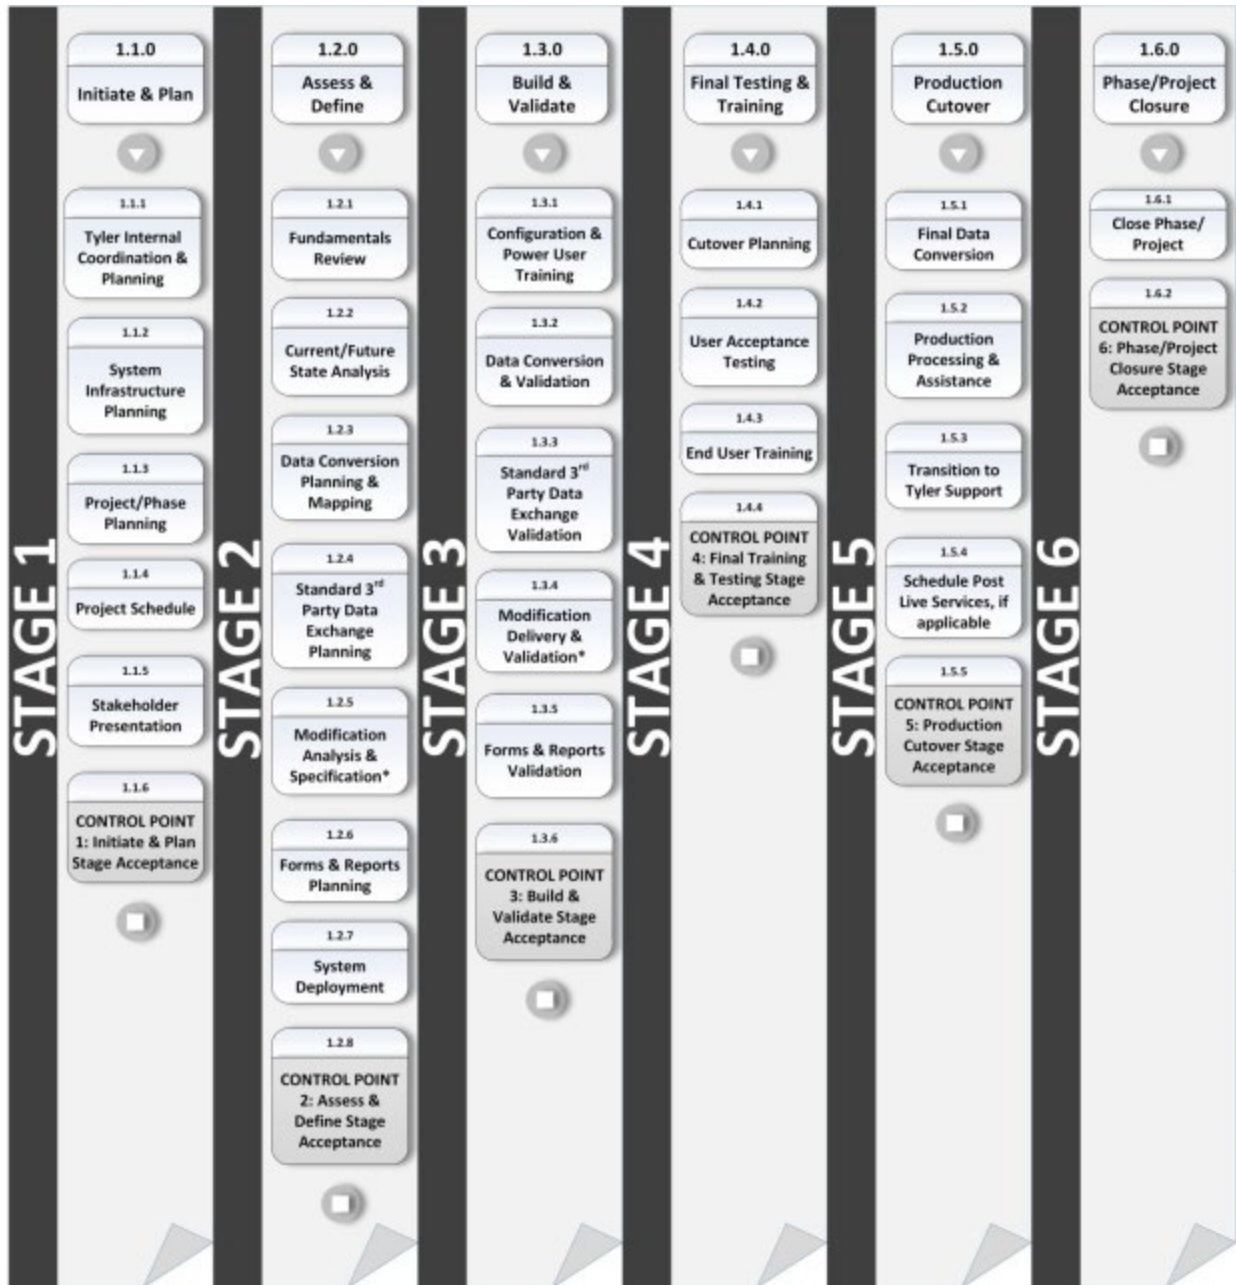 STAGE 1
1.1.0
Initiate & Plan
1.1.1
Tyler Internal
Coordination &
Planning
1.1.2
System
Infrastructure
Planning
1.1.3
Project/Phase
Planning
1.1.4
Project Schedule
1.1.5
Stakeholder
Presentation
1.1.6
CONTROL POINT
1: Initiate & Plan
Stage Acceptance
STAGE 2
1.2.0
Assess &
Define
1.2.1
Fundamentals
Review
1.2.2
Current/Future
State Analysis
1.2.3
Data Conversion
Planning &
Mapping
1.2.4
Standard 3rd
Party Data
Exchange
Planning
1.2.5
Modification
Analysis &
Specification*
1.2.6
Forms & Reports
Planning
1.2.7
System
Deployment
1.2.8
CONTROL POINT
2: Assess &
Define Stage
Acceptance
STAGE 3
1.3.0
Build &
Validate
1.3.1
Configuration &
Power User
Training
1.3.2
Data Conversion
& Validation
1.3.3
Standard 3rd
Party Data
Exchange
Validation
1.3.4
Modification
Delivery &
Validation*
1.3.5
Forms & Reports
Validation
1.3.6
CONTROL POINT
3: Build &
Validate Stage
Acceptance
STAGE 4
1.4.0
Final Testing &
Training
1.4.1
Cutover Planning
1.4.2
User Acceptance
Testing
1.4.3
End User Training
1.4.4
CONTROL POINT
4: Final Training
& Testing Stage
Acceptance
STAGE 5
1.5.0
Production
Cutover
1.5.1
Final Data
Conversion
1.5.2
Production
Processing &
Assistance
1.5.3
Transition to
Tyler Support
1.5.4
Schedule Post
Live Services, if
applicable
1.5.5
CONTROL POINT
5: Production
Cutover Stage
Acceptance
STAGE 6
1.6.0
Phase/Project
Closure
1.6.1
Close Phase/
Project
1.6.2
CONTROL POINT
6: Phase/Project
Closure Stage
Acceptance